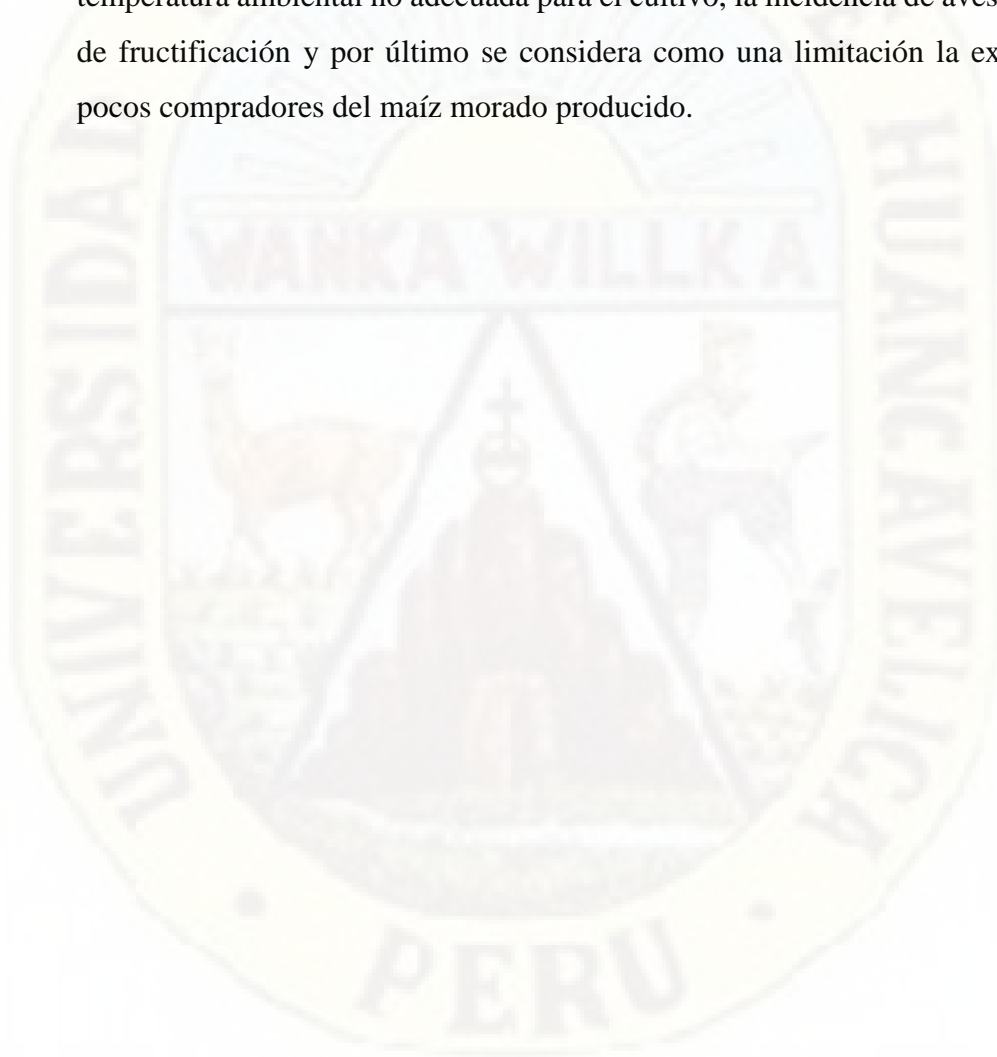 temperatura ambiental no adecuada para el cultivo, la incidencia de aves
de fructificación y por último se considera como una limitación la ex
pocos compradores del maíz morado producido.
UNIVERSIDAD
HUANCAVELICA
WANKA WILLKA
PERU